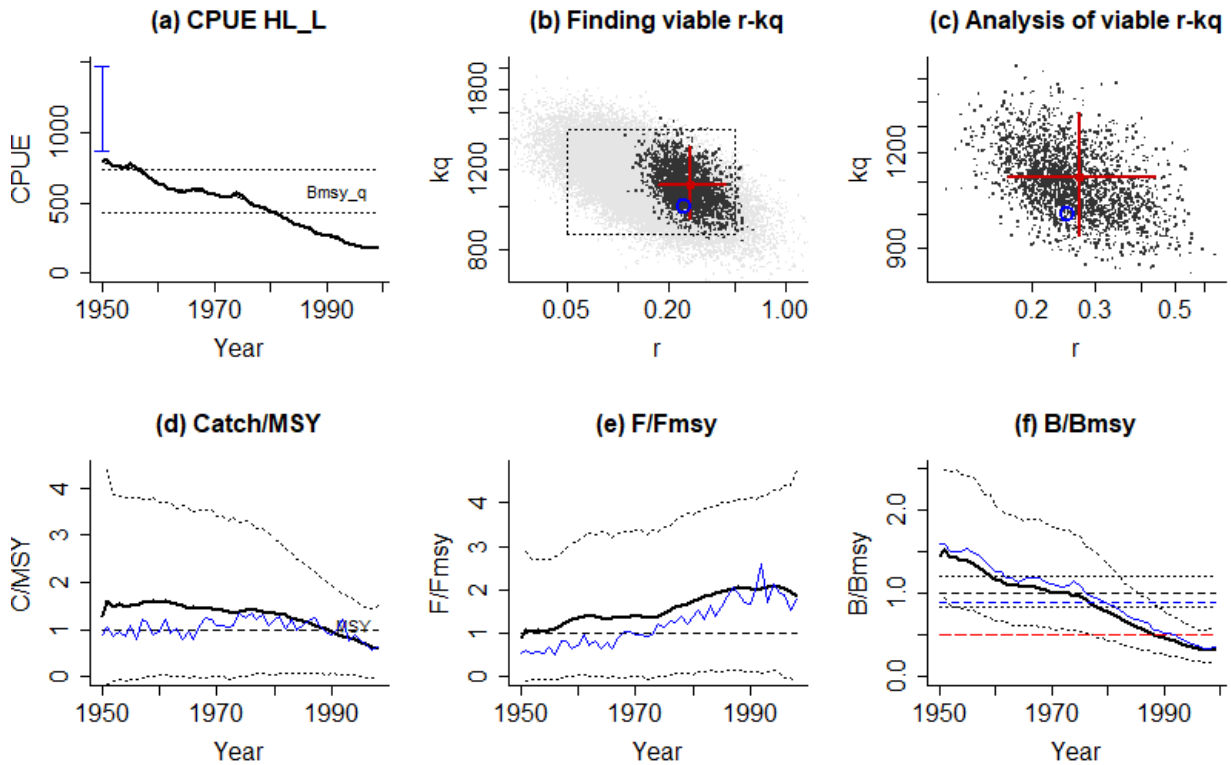 (a) CPUE HL_L
(b) Finding viable r-kq
(c) Analysis of viable r-kq
CPUE
0
500
1000
Bmsy_q
1950
1970
1990
Year
kq
800
1200
1800
0.05
0.20
1.00
r
kq
900
1200
0.2
0.3
0.5
r
(d) Catch/MSY
(e) F/Fmsy
(f) B/Bmsy
C/MSY
0
1
2
3
4
MSY
1950
1970
1990
Year
F/Fmsy
0
1
2
3
4
1950
1970
1990
Year
B/Bmsy
0.0
1.0
2.0
1950
1970
1990
Year